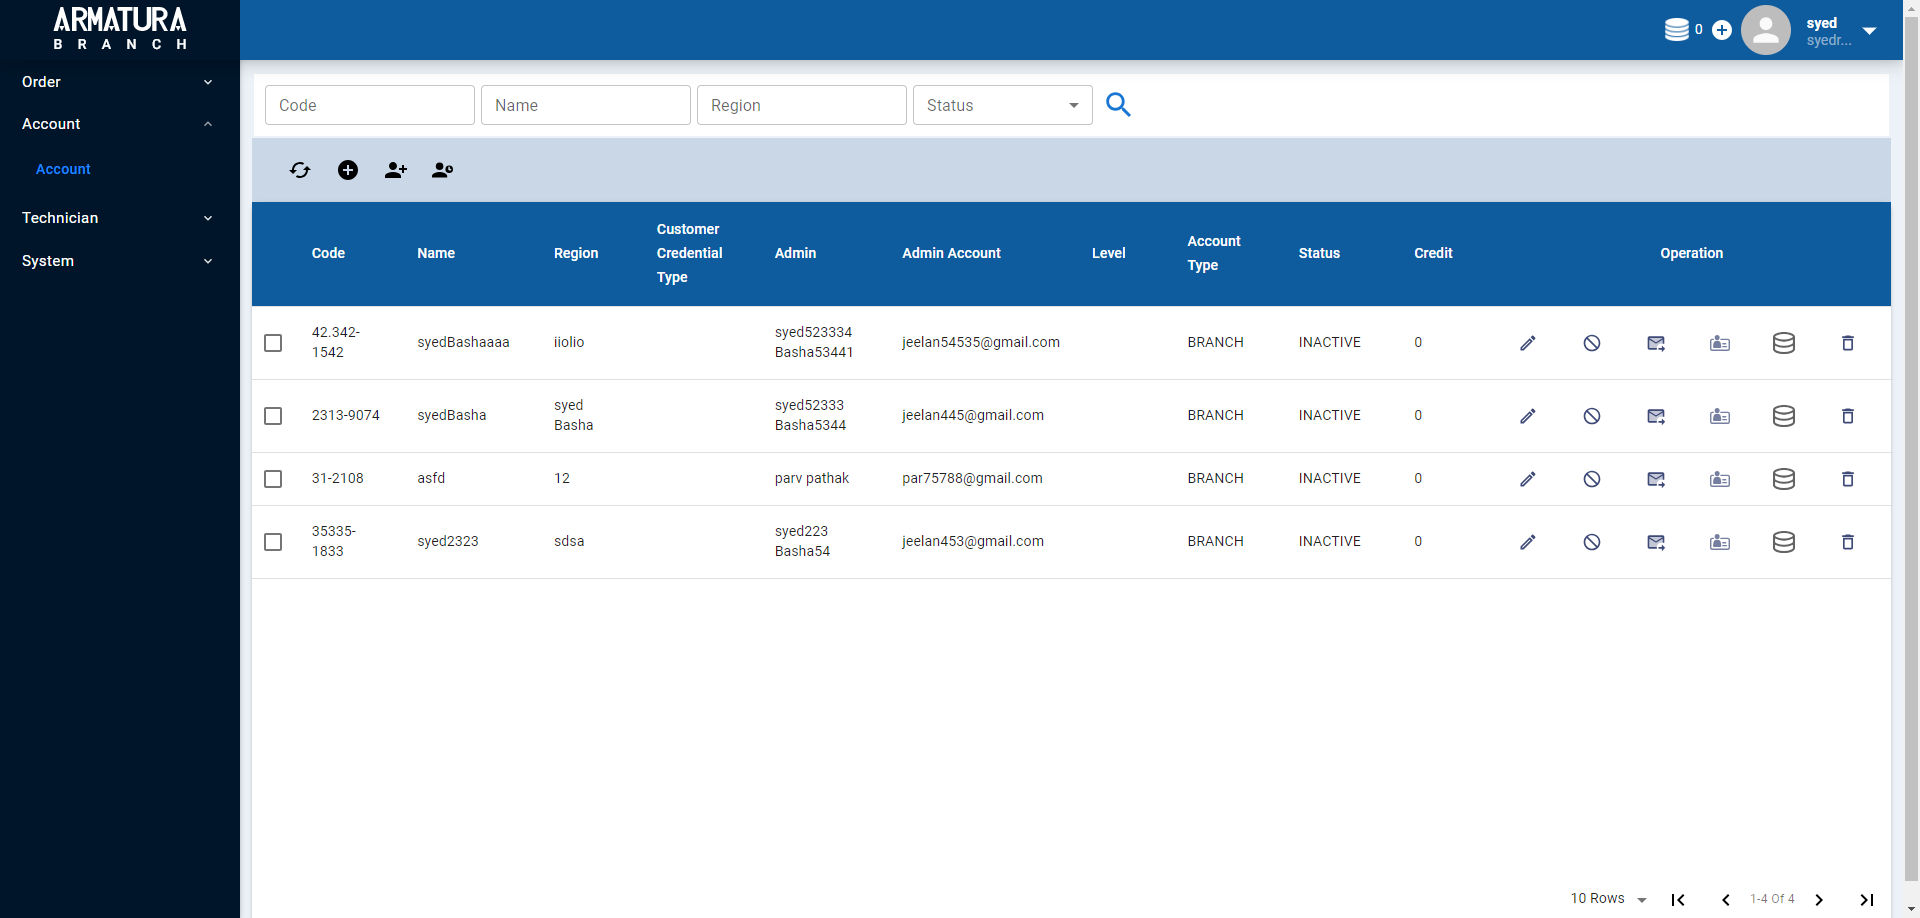 ARMATURA
BRANCH
0
syed
syedr...
Order
Account
Account
Technician
System
Code
Name
Region
Status
Code
Name
Region
Customer
Credential
Type
Admin
Admin Account
Level
Account
Type
Status
Credit
Operation
42.342-
1542
syedBashaaaa
iiolio
syed523334
Basha53441
jeelan54535@gmail.com
BRANCH
INACTIVE
0
2313-9074
syedBasha
syed
Basha
syed52333
Basha5344
jeelan445@gmail.com
BRANCH
INACTIVE
0
31-2108
asfd
12
parv pathak
par75788@gmail.com
BRANCH
INACTIVE
0
35335-
1833
syed2323
sdsa
syed223
Basha54
jeelan453@gmail.com
BRANCH
INACTIVE
0
10 Rows
1-4 Of 4